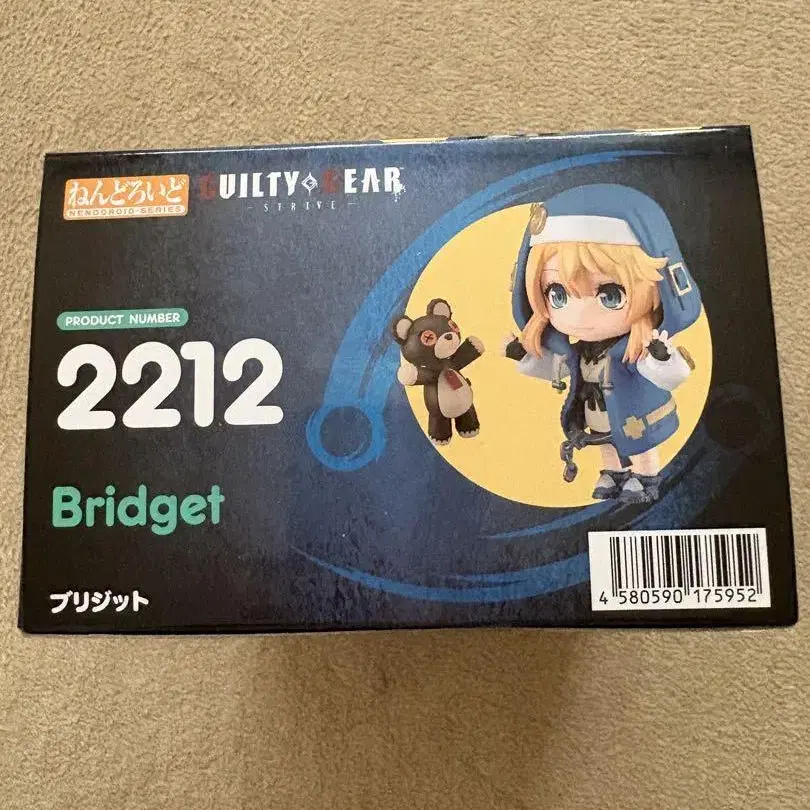 ねんどろいど
NENDOROID-SERIES
GUILTY GEAR™
- STRIVE -
PRODUCT NUMBER
2212
Bridget
ブリジット
4 580590 175952